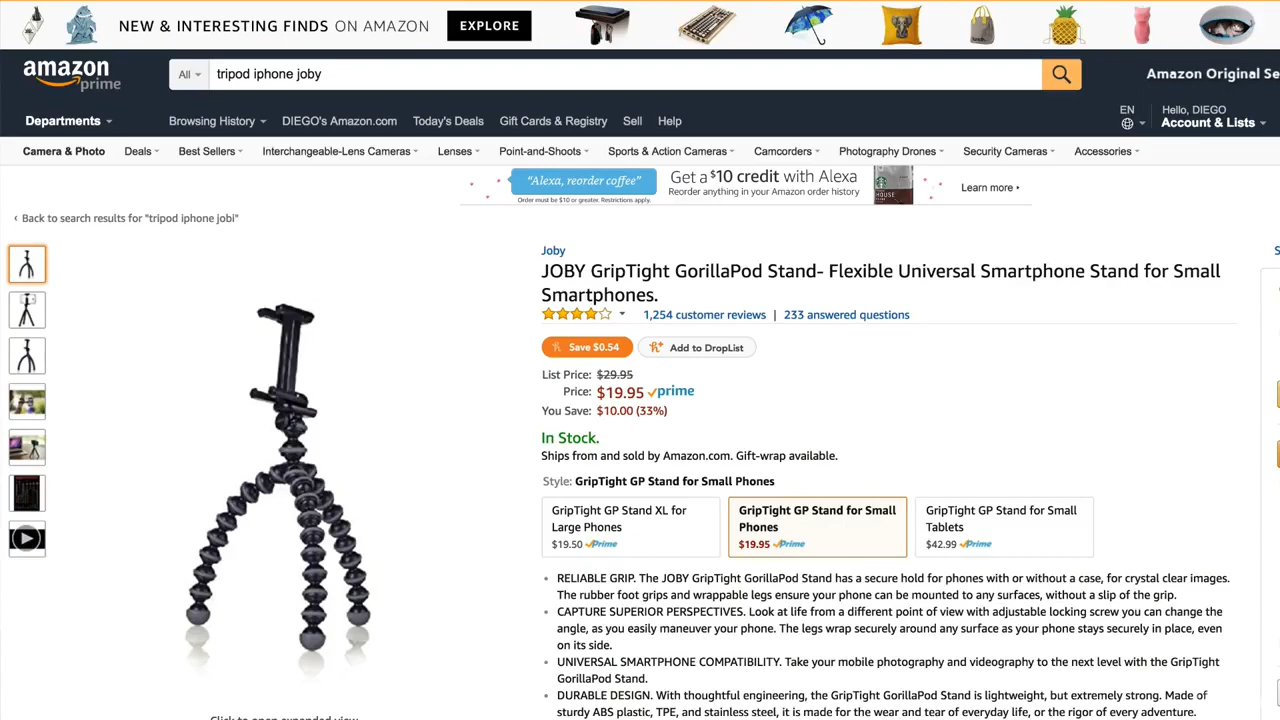 NEW & INTERESTING FINDS ON AMAZON EXPLORE
amazon prime All tripod iphone joby Amazon Original Se
Departments Browsing History DIEGO's Amazon.com Today's Deals Gift Cards & Registry Sell Help EN Hello, DIEGO Account & Lists
Camera & Photo Deals Best Sellers Interchangeable-Lens Cameras Lenses Point-and-Shoots Sports & Action Cameras Camcorders Photography Drones Security Cameras Accessories
"Alexa, reorder coffee" Get a $10 credit with Alexa
Order must be $10 or greater. Restrictions apply. Reorder anything in your Amazon order history HOUSE Learn more ›
‹ Back to search results for "tripod iphone jobi"
Joby
JOBY GripTight GorillaPod Stand- Flexible Universal Smartphone Stand for Small
Smartphones.
1,254 customer reviews | 233 answered questions
Save $0.54 Add to DropList
List Price: $29.95
Price: $19.95 prime
You Save: $10.00 (33%)
In Stock.
Ships from and sold by Amazon.com. Gift-wrap available.
Style: GripTight GP Stand for Small Phones
GripTight GP Stand XL for
Large Phones
$19.50 Prime
GripTight GP Stand for Small
Phones
$19.95 Prime
GripTight GP Stand for Small
Tablets
$42.99 Prime
• RELIABLE GRIP. The JOBY GripTight GorillaPod Stand has a secure hold for phones with or without a case, for crystal clear images.
The rubber foot grips and wrappable legs ensure your phone can be mounted to any surfaces, without a slip of the grip.
• CAPTURE SUPERIOR PERSPECTIVES. Look at life from a different point of view with adjustable locking screw you can change the
angle, as you easily maneuver your phone. The legs wrap securely around any surface as your phone stays securely in place, even
on its side.
• UNIVERSAL SMARTPHONE COMPATIBILITY. Take your mobile photography and videography to the next level with the GripTight
GorillaPod Stand.
• DURABLE DESIGN. With thoughtful engineering, the GripTight GorillaPod Stand is lightweight, but extremely strong. Made of
sturdy ABS plastic, TPE, and stainless steel, it is made for the wear and tear of everyday life, or the rigor of every adventure.
Click to open expanded view